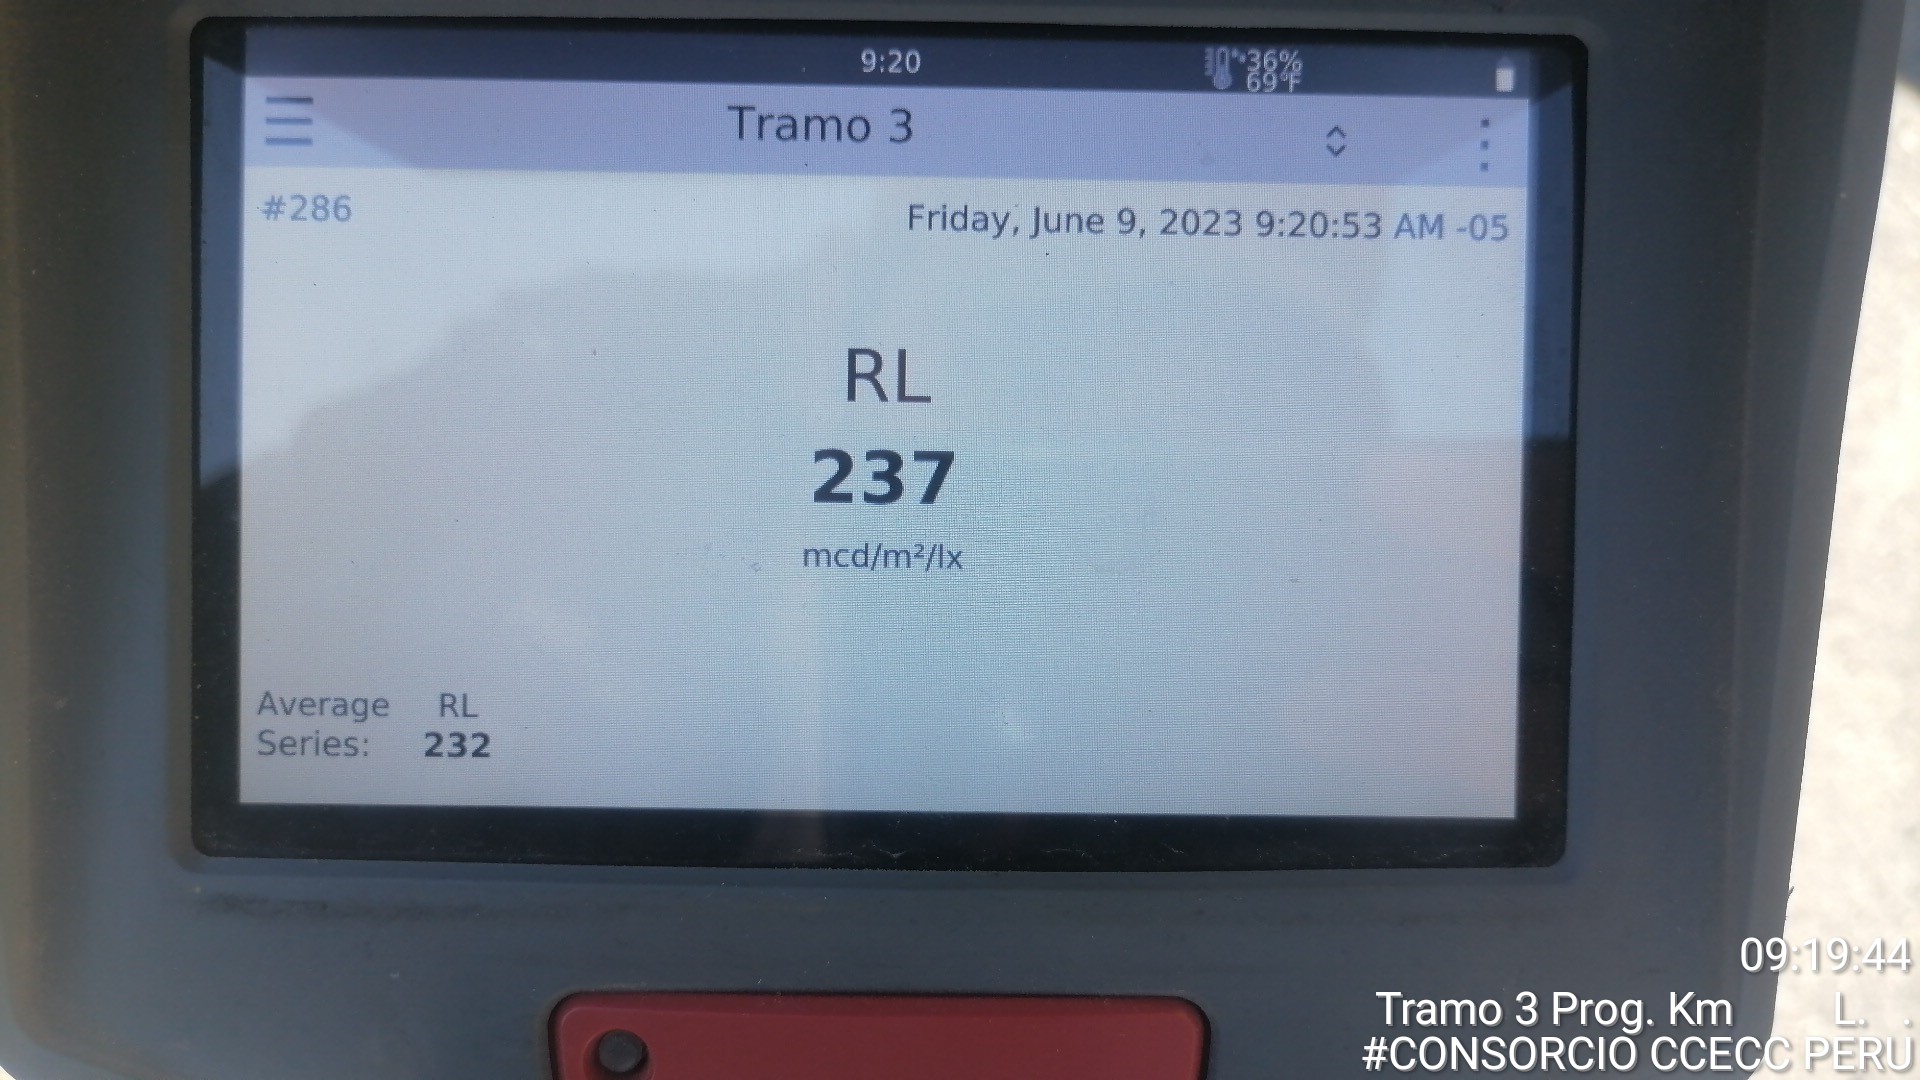 9:20
36%
69°F
Tramo 3
#286
Friday, June 9, 2023 9:20:53 AM -05
RL
237
mcd/m²/lx
Average RL
Series: 232
09:19:44
Tramo 3 Prog. Km L. .
#CONSORCIO CCECC PERU